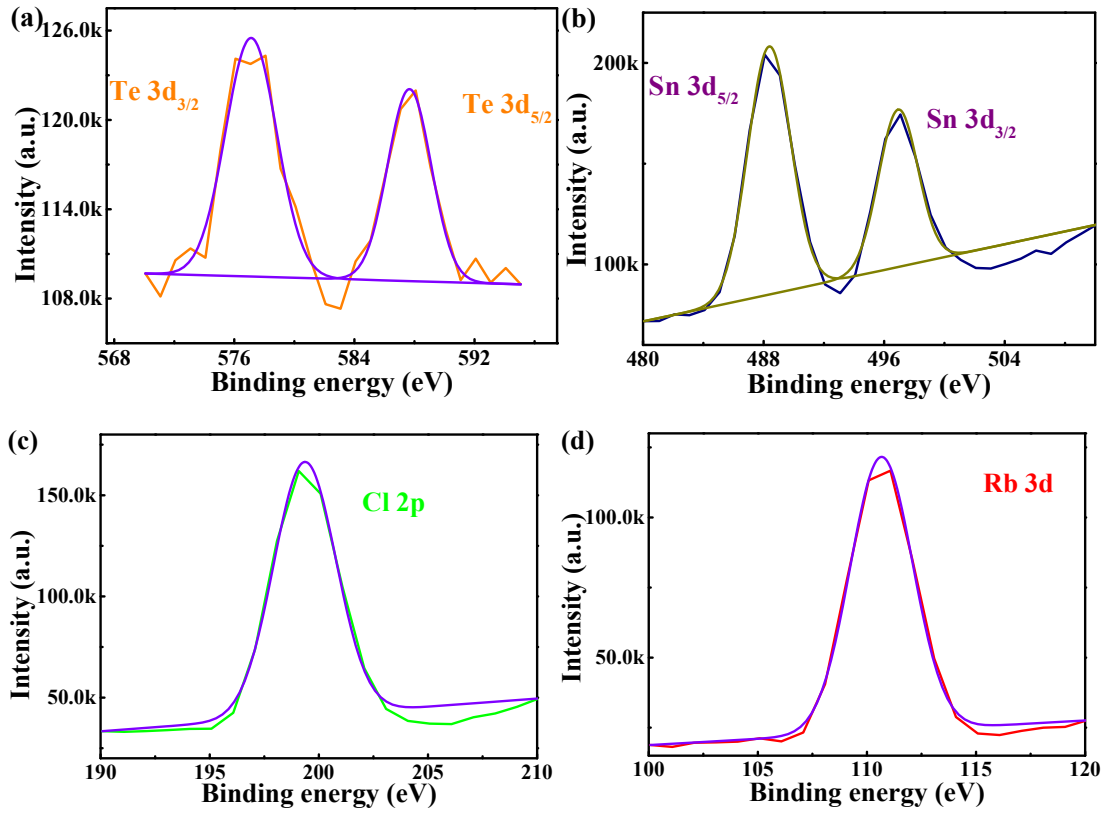 (a)
126.0k
120.0k
114.0k
108.0k
Intensity (a.u.)
Te 3d3/2
Te 3d5/2
568
576
584
592
Binding energy (eV)
(b)
200k
100k
Intensity (a.u.)
Sn 3d5/2
Sn 3d3/2
480
488
496
504
Binding energy (eV)
(c)
150.0k
100.0k
50.0k
Intensity (a.u.)
Cl 2p
190
195
200
205
210
Binding energy (eV)
(d)
100.0k
50.0k
Intensity (a.u.)
Rb 3d
100
105
110
115
120
Binding energy (eV)